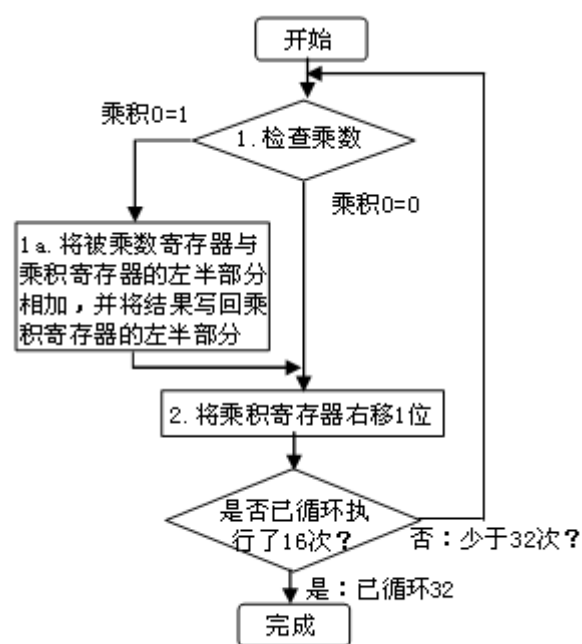 开始
乘积0=1
1.检查乘数
乘积0=0
1a.将被乘数寄存器与
乘积寄存器的左半部分
相加，并将结果写回乘
积寄存器的左半部分
2.将乘积寄存器右移1位
是否已循环执
行了16次？
否：少于32次？
是：已循环32
完成